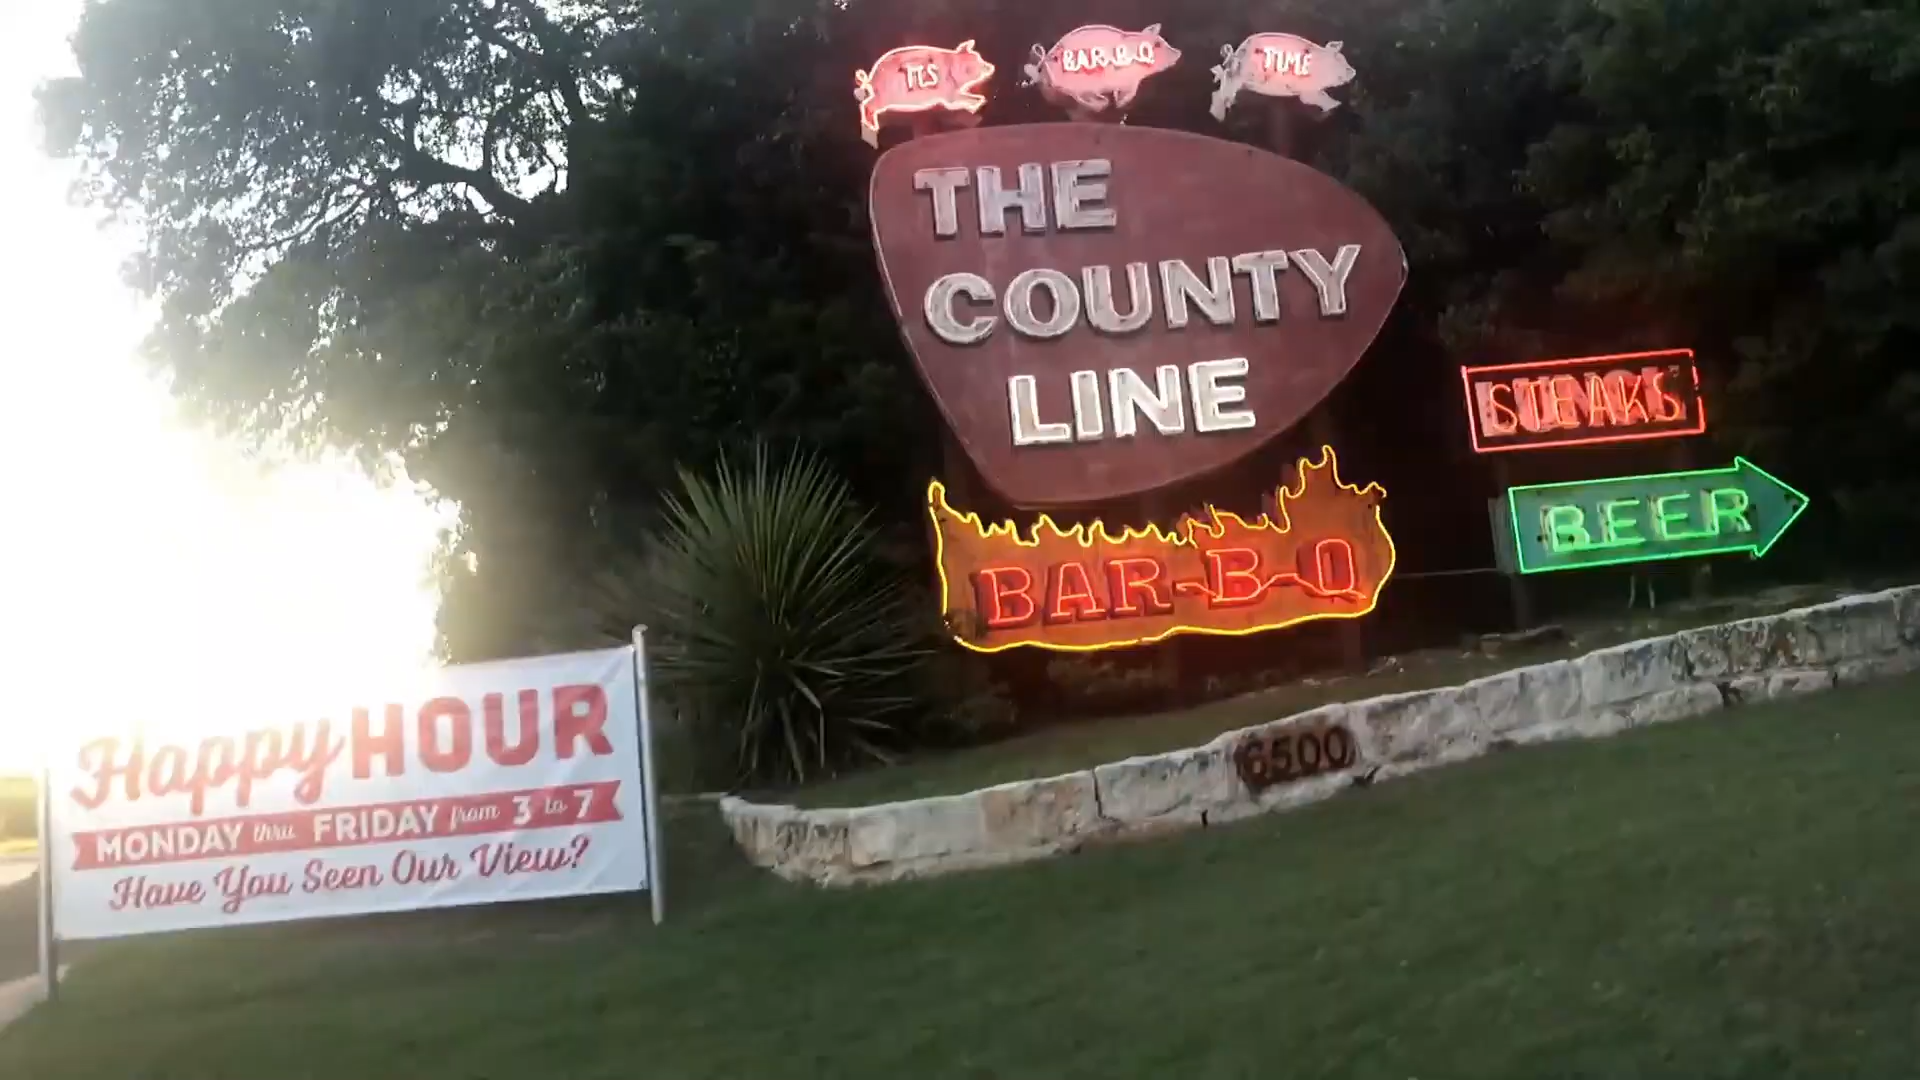 ITS BAR-B-Q TIME
THE
COUNTY
LINE
BAR-B-Q
STEAKS
BEER
6500
Happy HOUR
MONDAY thru FRIDAY from 3 to 7
Have You Seen Our View?